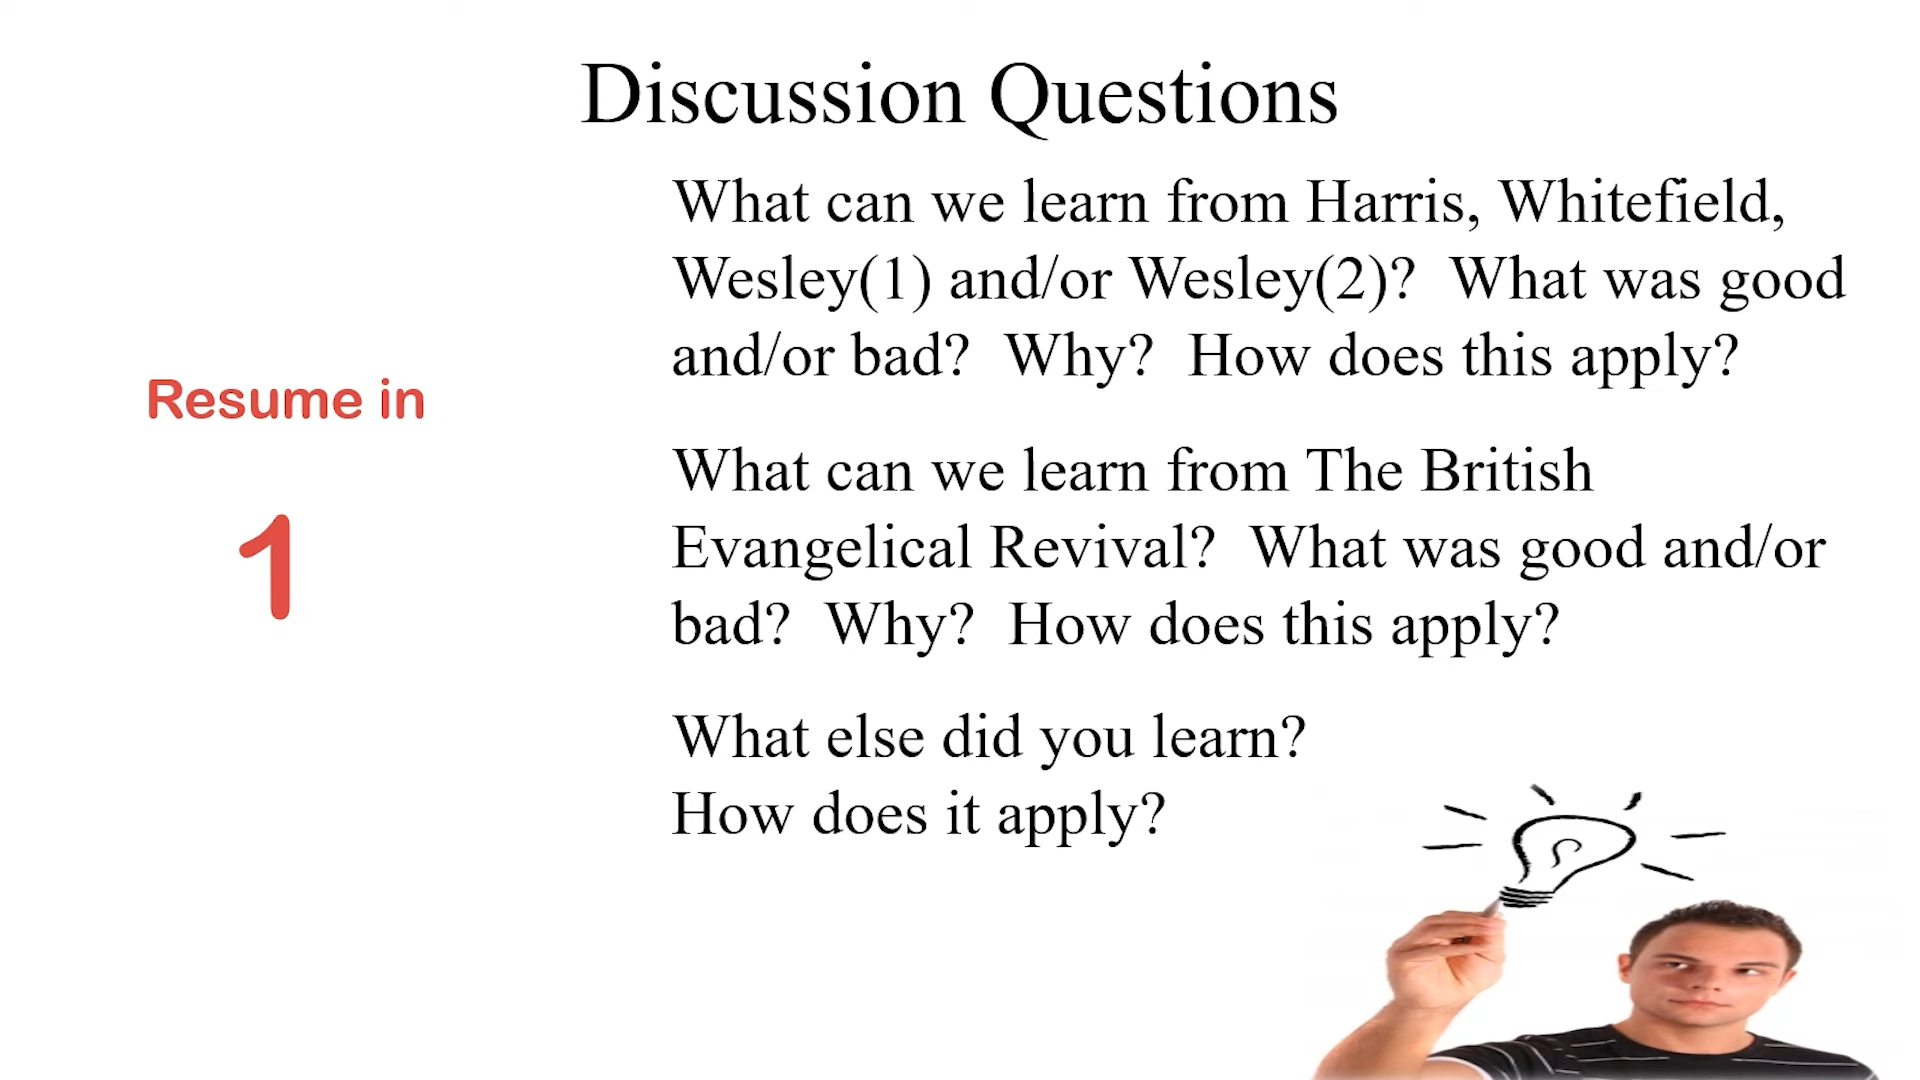 Discussion Questions
What can we learn from Harris, Whitefield,
Wesley(1) and/or Wesley(2)?  What was good
and/or bad?  Why?  How does this apply?
Resume in
1
What can we learn from The British
Evangelical Revival?  What was good and/or
bad?  Why?  How does this apply?
What else did you learn?
How does it apply?